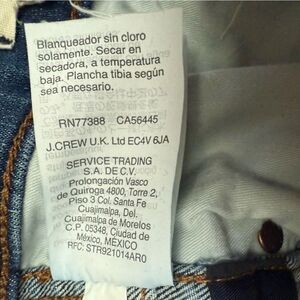 Blanqueador sin cloro
solamente. Secar en
secadora, a temperatura
baja. Plancha tibia según
sea necesario.
RN77388 CA56445
J.CREW U.K. Ltd EC4V 6JA
SERVICE TRADING
S.A. DE C.V.
Prolongación Vasco
de Quiroga 4800, Torre 2,
Piso 3 Col. Santa Fe
Cuajimalpa, Del.
Cuajimalpa de Morelos
C.P. 05348, Ciudad de
México, MÉXICO
RFC: STR921014AR0